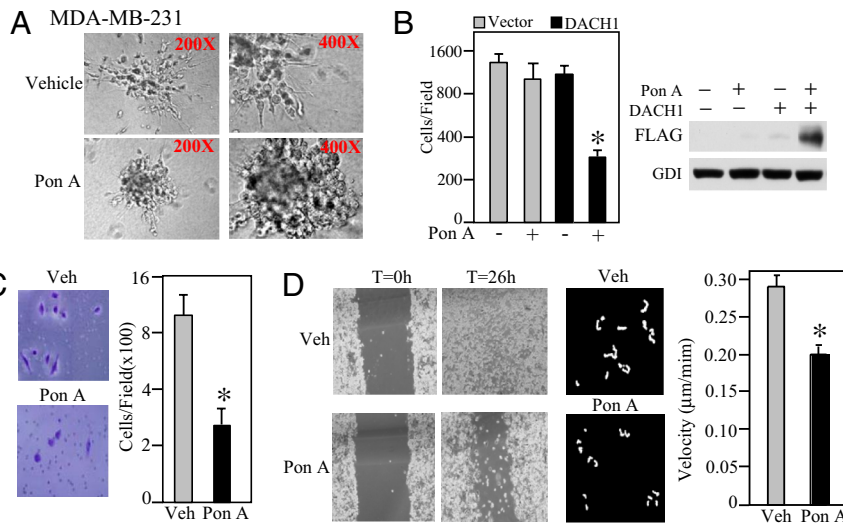 A
MDA-MB-231
Vehicle
200X
400X
Pon A
200X
400X
B
Vector
DACH1
Cells/Field
1600
800
400
200
0
*
Pon A
- + - +
Pon A - + - +
DACH1 - - + +
FLAG
GDI
Veh
Pon A
Cells/Field(x100)
16
8
4
2
0
*
Veh Pon A
D
T=0h T=26h
Veh
Pon A
Veh
Pon A
Velocity (μm/mim)
0.30
0.25
0.20
0.15
0.10
0.05
0.00
*
Veh Pon A